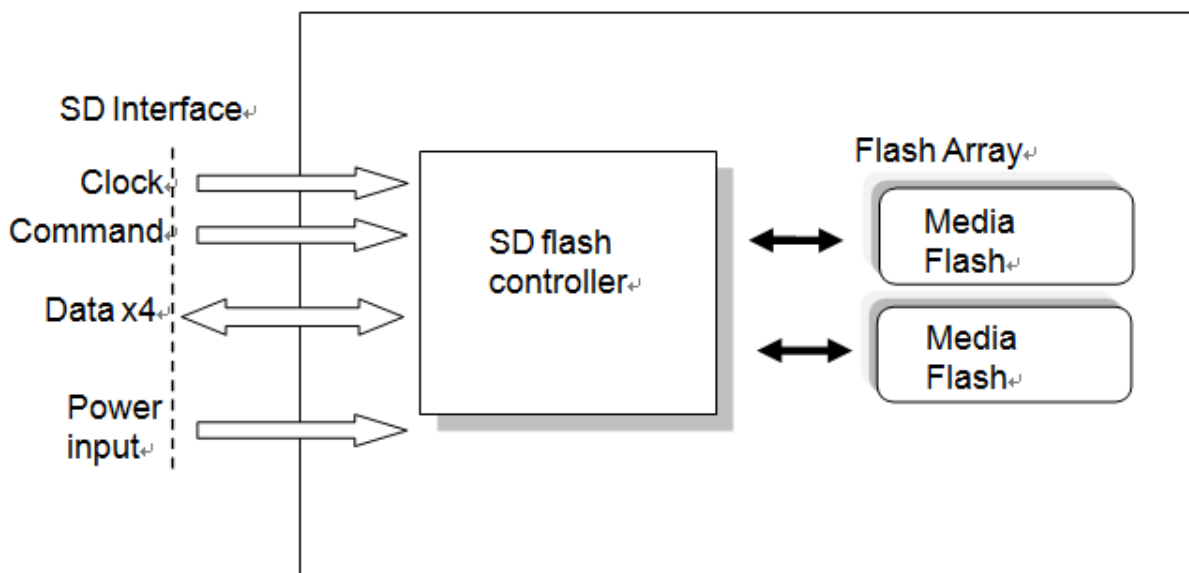 SD Interface
Clock
Command
Data x4
Power
input
SD flash
controller
Flash Array
Media
Flash
Media
Flash